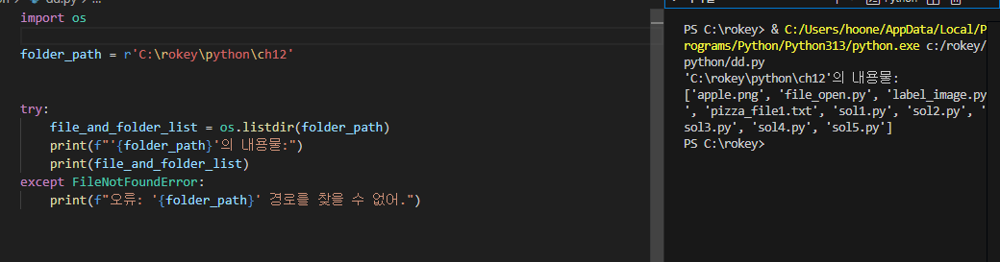 dd.py > ...
import os
folder_path = r'C:\rokey\python\ch12'
try:
    file_and_folder_list = os.listdir(folder_path)
    print(f"'{folder_path}'의 내용물:")
    print(file_and_folder_list)
except FileNotFoundError:
    print(f"오류: '{folder_path}' 경로를 찾을 수 없어.")
PS C:\rokey> & C:/Users/hoone/AppData/Local/P
rograms/Python/Python313/python.exe c:/rokey/
python/dd.py
'C:\rokey\python\ch12'의 내용물:
['apple.png', 'file_open.py', 'label_image.py
', 'pizza_file1.txt', 'sol1.py', 'sol2.py', '
sol3.py', 'sol4.py', 'sol5.py']
PS C:\rokey>